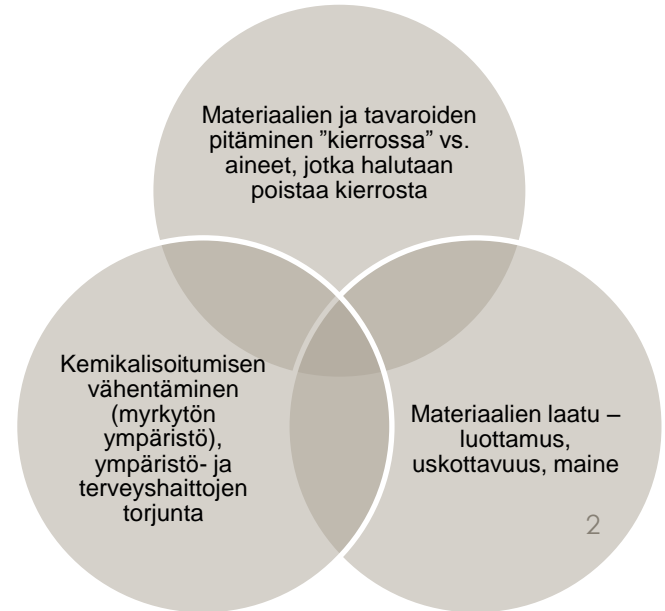 Materiaalien ja tavaroiden
pitäminen ”kierrossa” vs.
aineet, jotka halutaan
poistaa kierrosta
Kemikalisoitumisen
vähentäminen
(myrkytön
ympäristö),
ympäristö- ja
terveyshaittojen
torjunta
Materiaalien laatu –
luottamus,
uskottavuus, maine
2